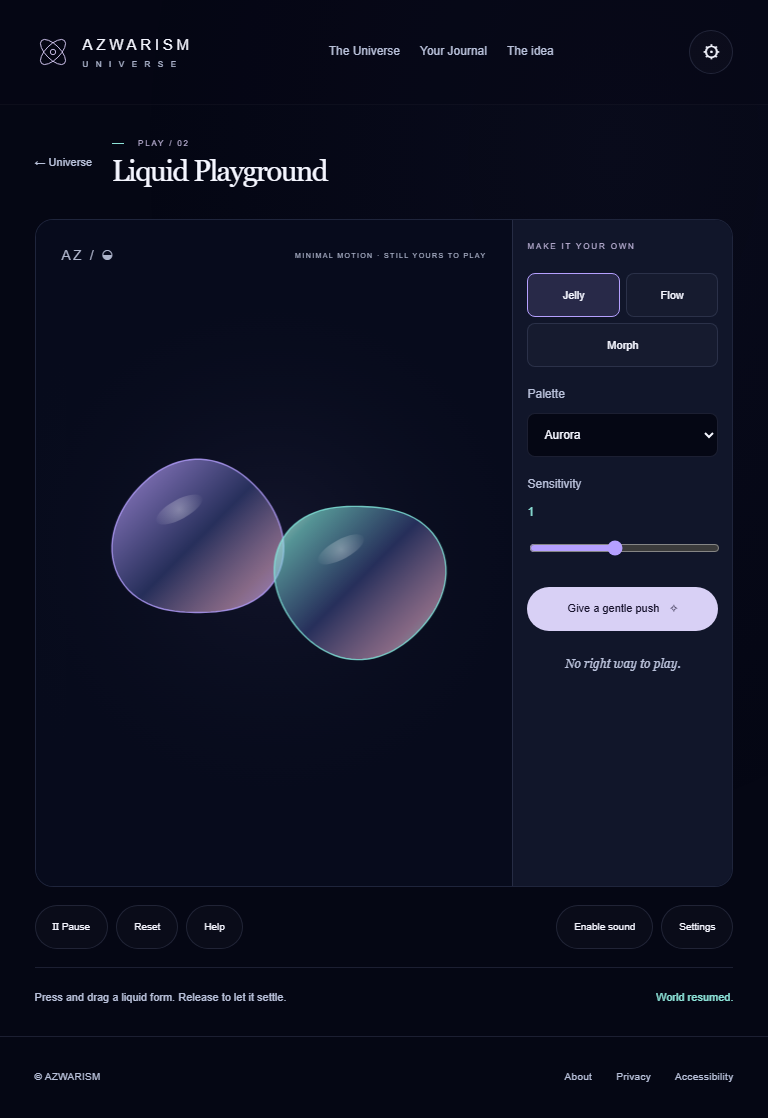 AZWARISM
UNIVERSE
The Universe Your Journal The idea
PLAY / 02
← Universe
Liquid Playground
AZ / ◒
MINIMAL MOTION · STILL YOURS TO PLAY
MAKE IT YOUR OWN
Jelly Flow
Morph
Palette
Aurora
Sensitivity
1
Give a gentle push ✧
No right way to play.
II Pause Reset Help Enable sound Settings
Press and drag a liquid form. Release to let it settle.
World resumed.
© AZWARISM
About Privacy Accessibility